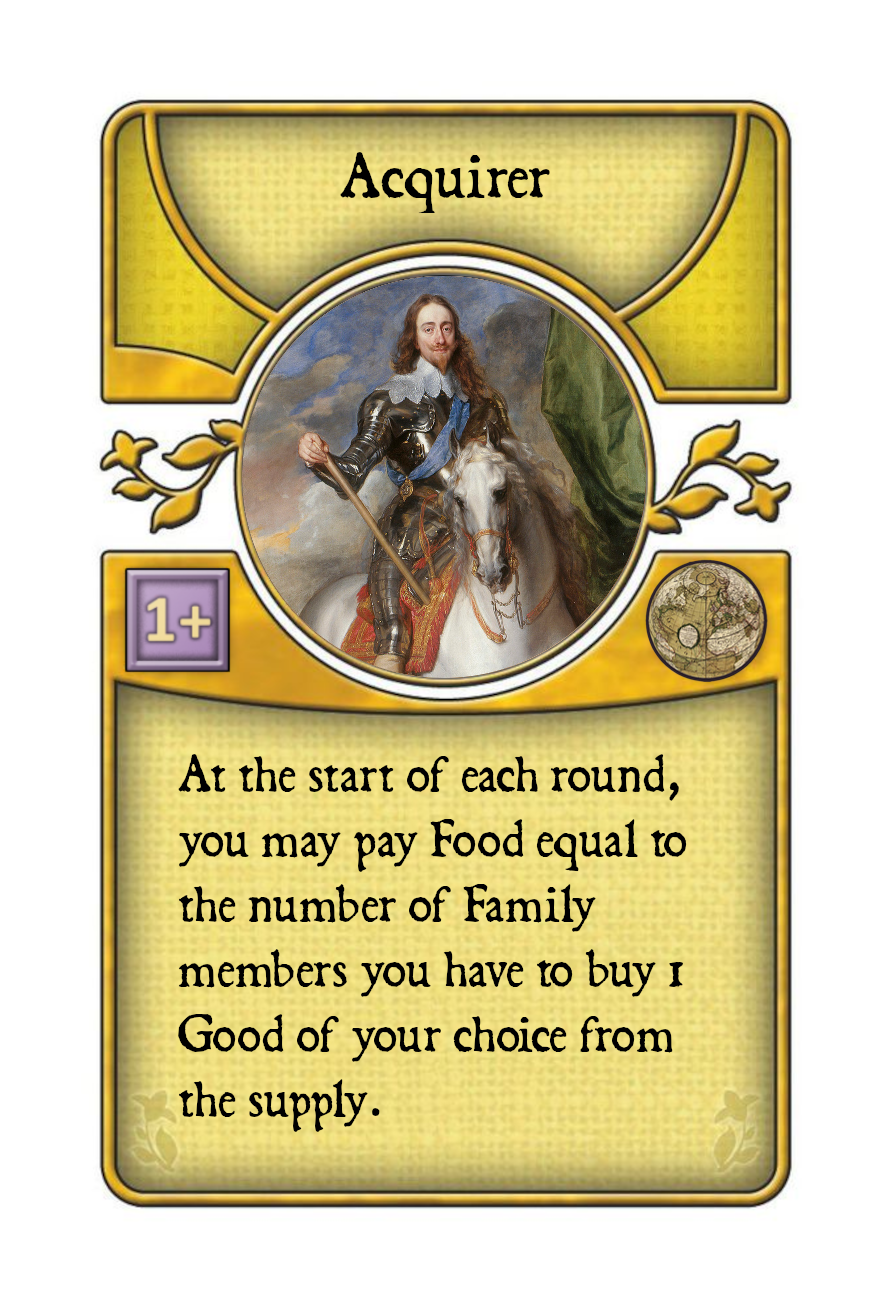 Acquirer
1+
At the start of each round,
you may pay Food equal to
the number of Family
members you have to buy 1
Good of your choice from
the supply.